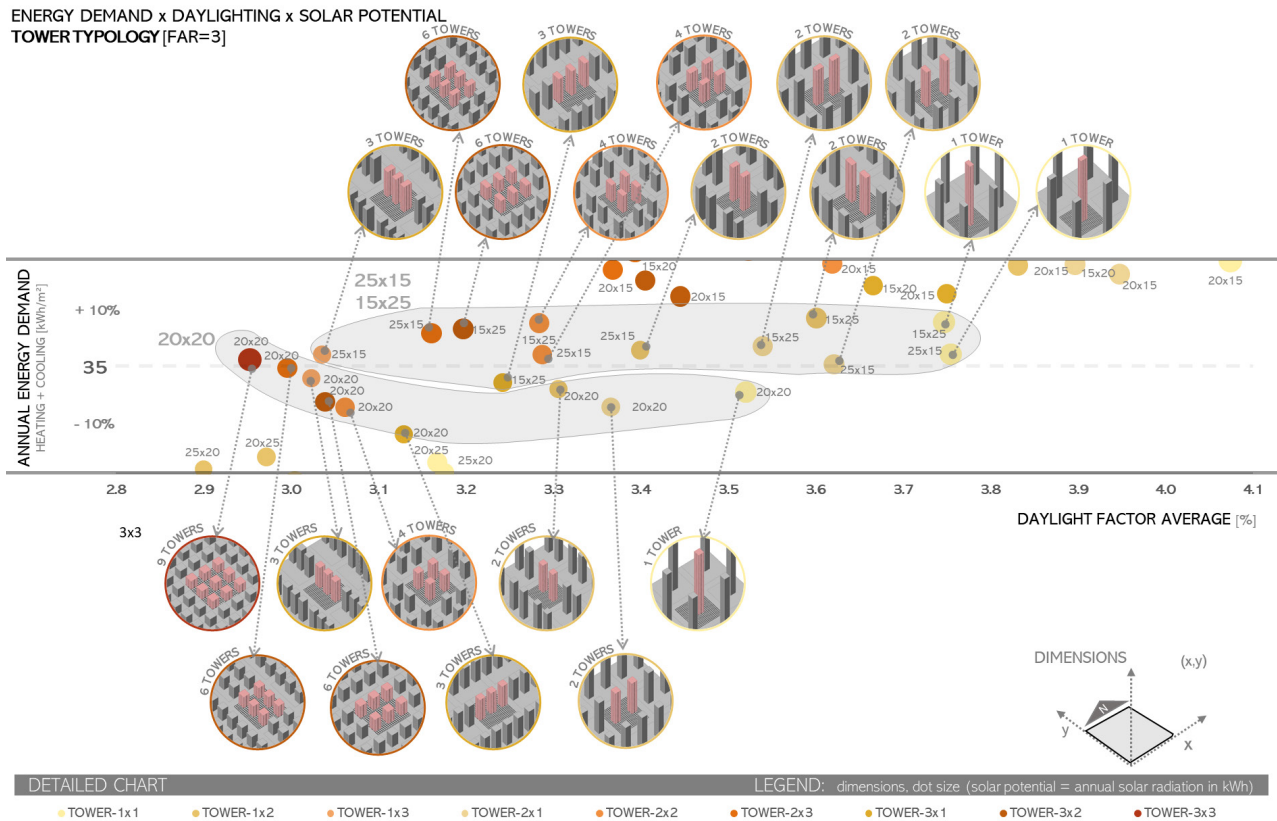 ENERGY DEMAND x DAYLIGHTING x SOLAR POTENTIAL
TOWER TYPOLOGY [FAR=3]
6 TOWERS
3 TOWERS
4 TOWERS
2 TOWERS
2 TOWERS
3 TOWERS
6 TOWERS
4 TOWERS
2 TOWERS
2 TOWERS
1 TOWER
1 TOWER
ANNUAL ENERGY DEMAND
HEATING + COOLING [kWh/m²]
+ 10%
35
- 10%
25x15
15x25
20x20
15x20
20x15
20x15
20x15
15x20
20x15
20x15
15x20
20x15
20x15
25x15
15x25
15x25
25x15
25x15
15x25
15x25
25x15
15x25
25x15
20x20
20x20
25x15
20x20
20x20
20x20
15x25
20x20
20x20
20x20
20x20
25x20
20x25
20x25
25x20
2.8
2.9
3.0
3.1
3.2
3.3
3.4
3.5
3.6
3.7
3.8
3.9
4.0
4.1
DAYLIGHT FACTOR AVERAGE [%]
3x3
9 TOWERS
3 TOWERS
4 TOWERS
2 TOWERS
1 TOWER
6 TOWERS
6 TOWERS
3 TOWERS
2 TOWERS
DIMENSIONS
(x,y)
N
y
x
DETAILED CHART
LEGEND: dimensions, dot size (solar potential = annual solar radiation in kWh)
TOWER-1x1
TOWER-1x2
TOWER-1x3
TOWER-2x1
TOWER-2x2
TOWER-2x3
TOWER-3x1
TOWER-3x2
TOWER-3x3